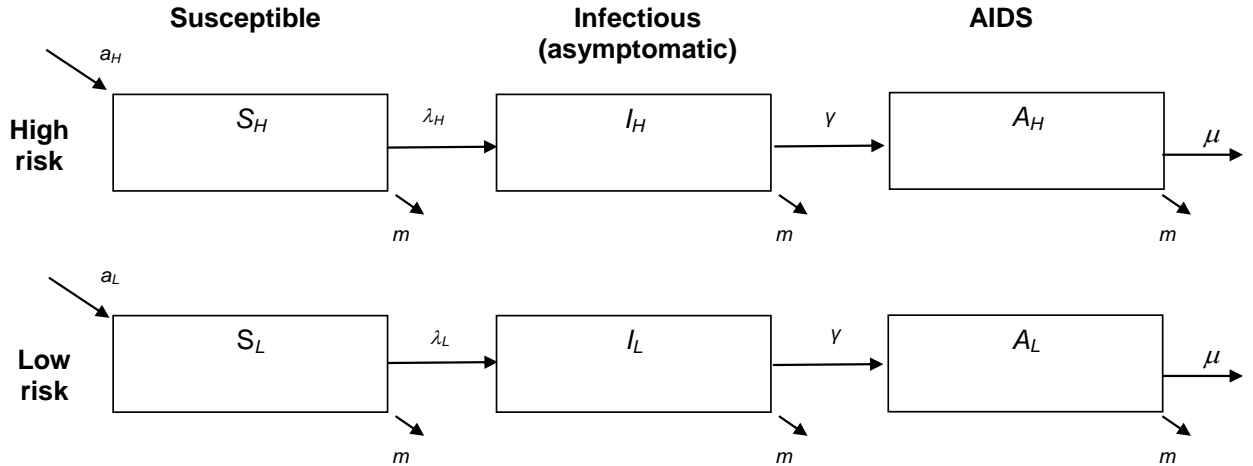 Susceptible
Infectious
(asymptomatic)
AIDS
a_H
High
risk
S_H
λ_H
I_H
γ
A_H
μ
m
m
m
a_L
Low
risk
S_L
λ_L
I_L
γ
A_L
μ
m
m
m